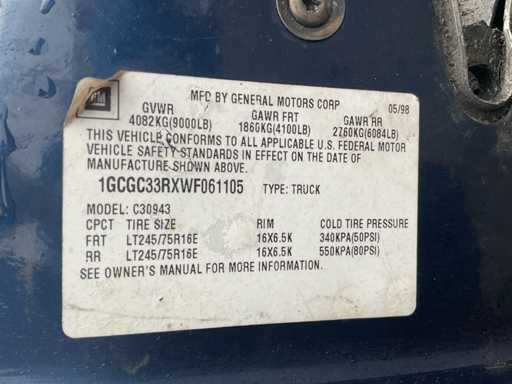 GM
MFD BY GENERAL MOTORS CORP 05/98
GVWR GAWR FRT GAWR RR
4082KG(9000LB) 1860KG(4100LB) 2760KG(6084LB)
THIS VEHICLE CONFORMS TO ALL APPLICABLE U.S. FEDERAL MOTOR
VEHICLE SAFETY STANDARDS IN EFFECT ON THE DATE OF
MANUFACTURE SHOWN ABOVE.
1GCGC33RXWF061105 TYPE: TRUCK
MODEL: C30943
CPCT TIRE SIZE RIM COLD TIRE PRESSURE
FRT LT245/75R16E 16X6.5K 340KPA(50PSI)
RR LT245/75R16E 16X6.5K 550KPA(80PSI)
SEE OWNER'S MANUAL FOR MORE INFORMATION.